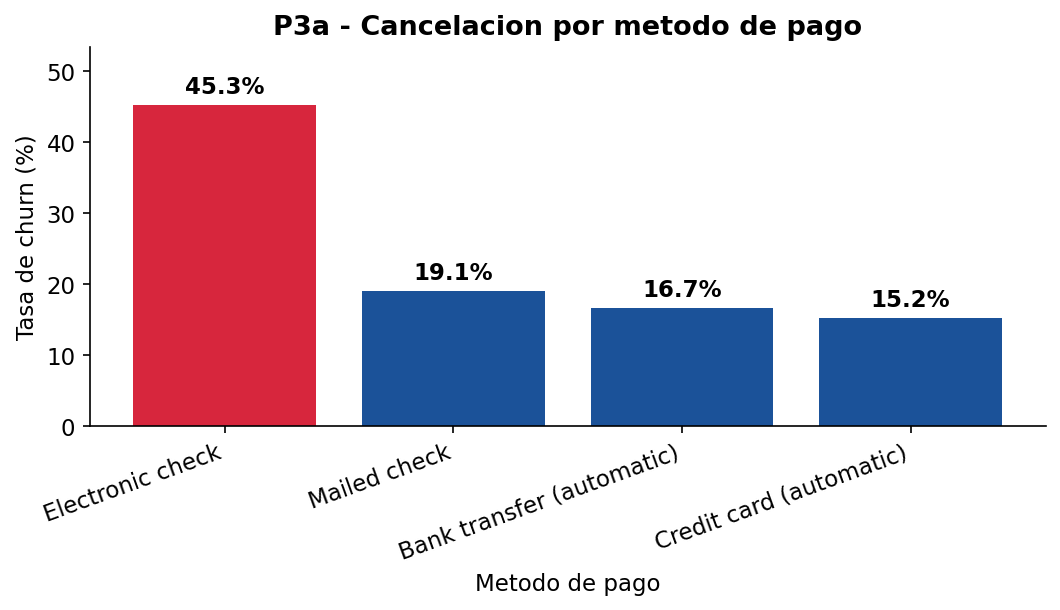 P3a - Cancelacion por metodo de pago
Tasa de churn (%)
50
40
30
20
10
0
45.3%
19.1%
16.7%
15.2%
Electronic check
Mailed check
Bank transfer (automatic)
Credit card (automatic)
Metodo de pago